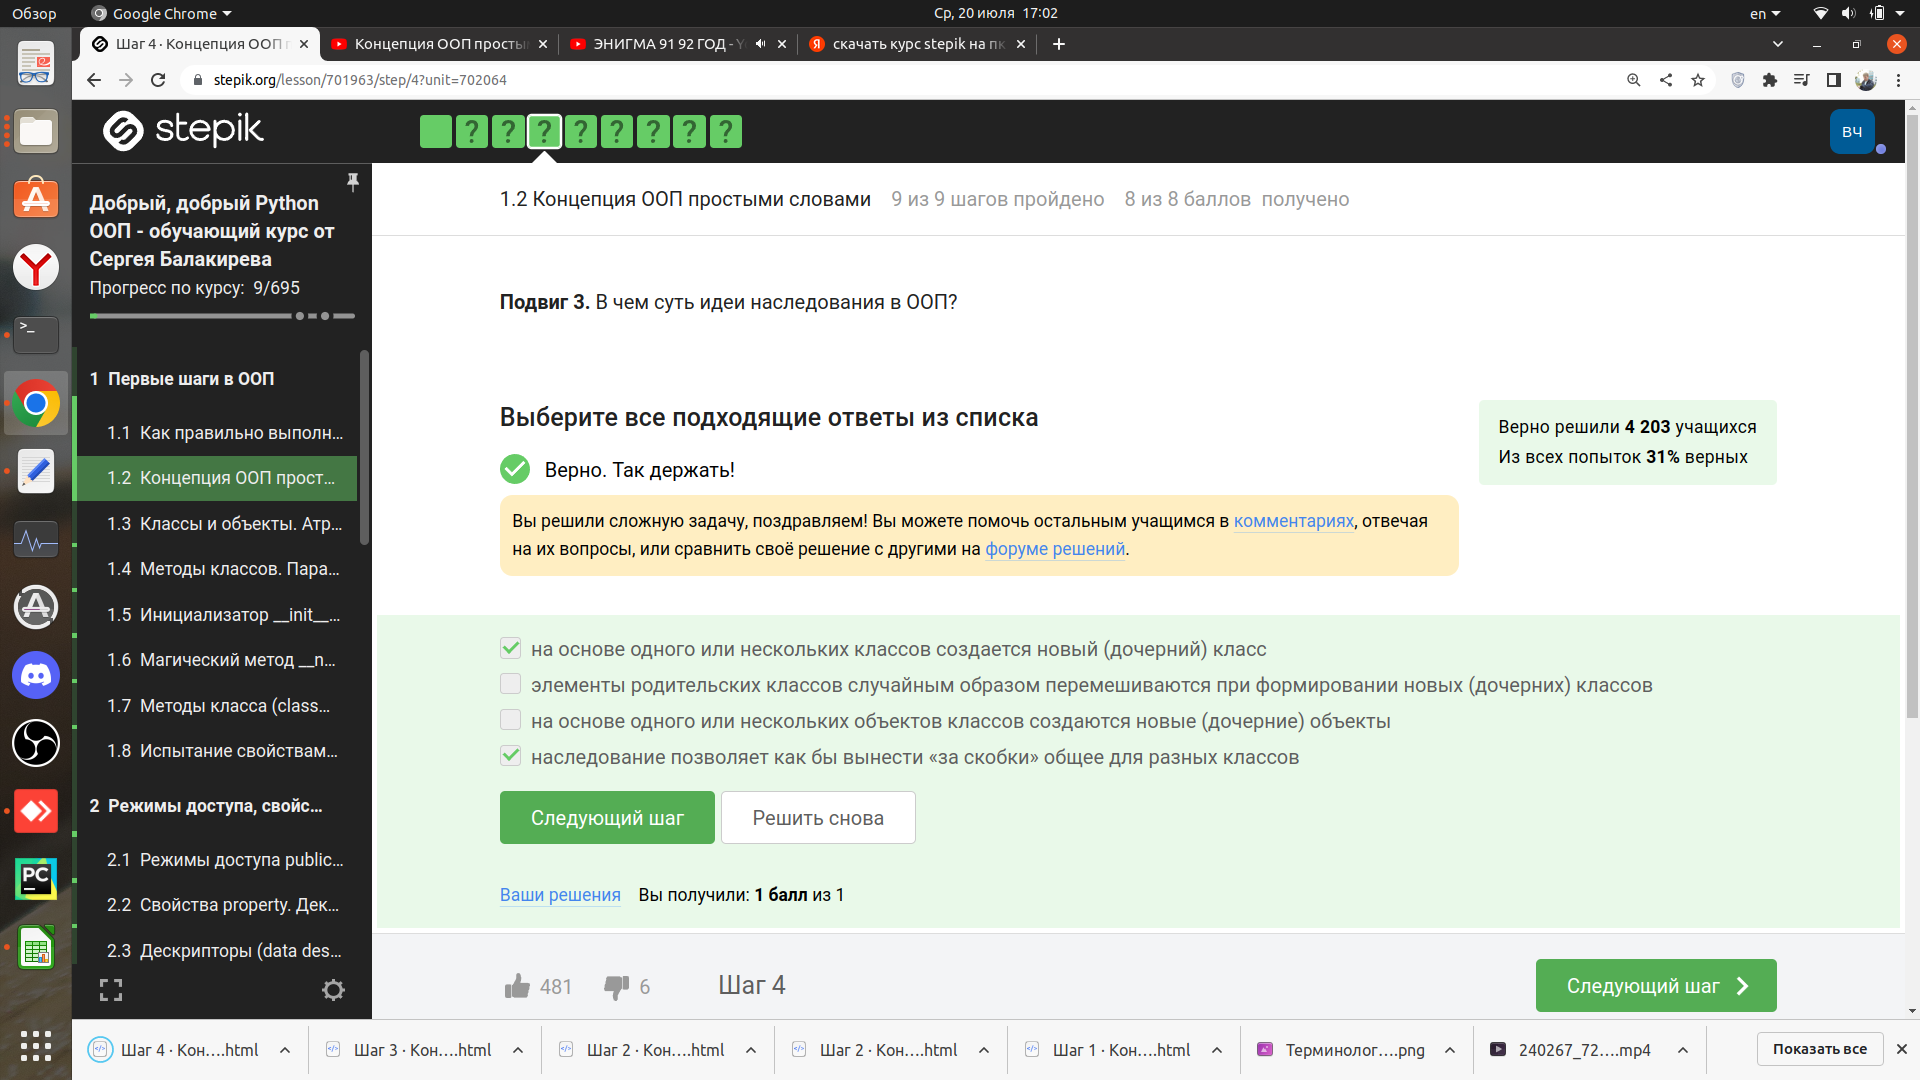 Обзор
Google Chrome
Ср, 20 июля 17:02
en
Шаг 4 · Концепция ООП п
Концепция ООП просты
ЭНИГМА 91 92 ГОД - Y
скачать курс stepik на пк
stepik.org/lesson/701963/step/4?unit=702064
stepik
? ? ? ? ? ? ? ?
ВЧ
Добрый, добрый Python
ООП - обучающий курс от
Сергея Балакирева
Прогресс по курсу: 9/695
1 Первые шаги в ООП
1.1 Как правильно выполн...
1.2 Концепция ООП прост...
1.3 Классы и объекты. Атр...
1.4 Методы классов. Пара...
1.5 Инициализатор __init__...
1.6 Магический метод __n...
1.7 Методы класса (class...
1.8 Испытание свойствам...
2 Режимы доступа, свойс...
2.1 Режимы доступа public...
2.2 Свойства property. Дек...
2.3 Дескрипторы (data des...
1.2 Концепция ООП простыми словами 9 из 9 шагов пройдено 8 из 8 баллов получено
Подвиг 3. В чем суть идеи наследования в ООП?
Выберите все подходящие ответы из списка
Верно. Так держать!
Верно решили 4 203 учащихся
Из всех попыток 31% верных
Вы решили сложную задачу, поздравляем! Вы можете помочь остальным учащимся в комментариях, отвечая
на их вопросы, или сравнить своё решение с другими на форуме решений.
на основе одного или нескольких классов создается новый (дочерний) класс
элементы родительских классов случайным образом перемешиваются при формировании новых (дочерних) классов
на основе одного или нескольких объектов классов создаются новые (дочерние) объекты
наследование позволяет как бы вынести «за скобки» общее для разных классов
Следующий шаг
Решить снова
Ваши решения Вы получили: 1 балл из 1
481
6
Шаг 4
Следующий шаг
Шаг 4 · Кон….html
Шаг 3 · Кон….html
Шаг 2 · Кон….html
Шаг 2 · Кон….html
Шаг 1 · Кон….html
Терминолог….png
240267_72….mp4
Показать все
PC